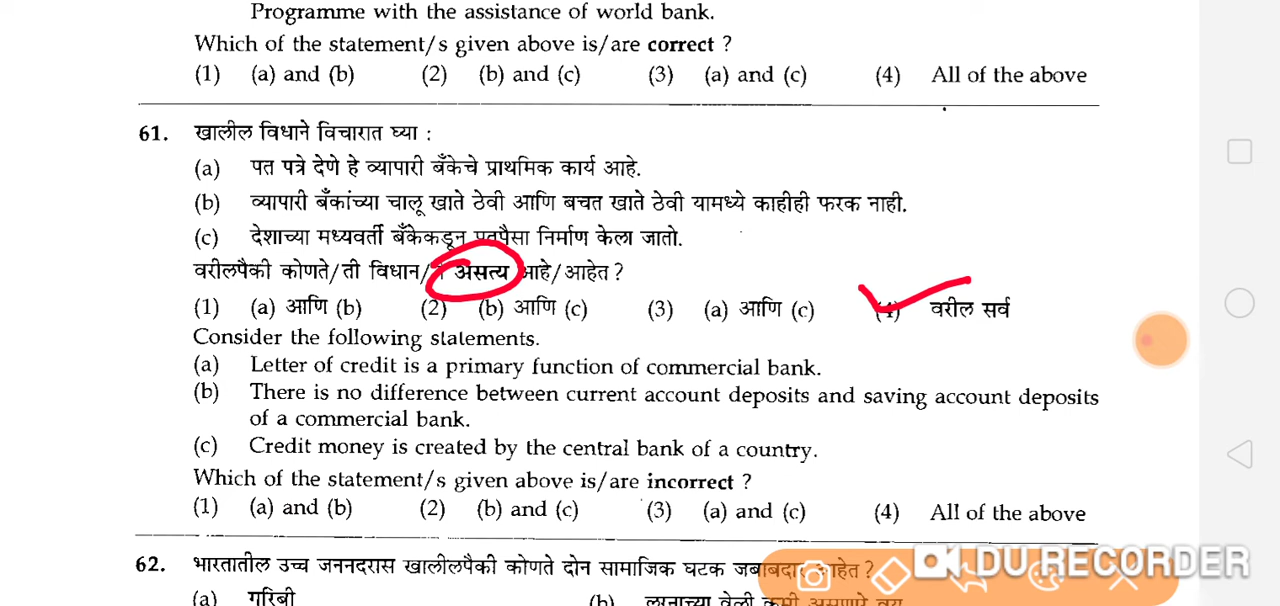 Programme with the assistance of world bank.
Which of the statement/s given above is/are correct ?
(1) (a) and (b) (2) (b) and (c) (3) (a) and (c) (4) All of the above
61. खालील विधाने विचारात घ्या :
(a) पत पत्रे देणे हे व्यापारी बँकेचे प्राथमिक कार्य आहे.
(b) व्यापारी बँकांच्या चालू खाते ठेवी आणि बचत खाते ठेवी यामध्ये काहीही फरक नाही.
(c) देशाच्या मध्यवर्ती बँकेकडून पतपैसा निर्माण केला जातो.
वरीलपैकी कोणते/ती विधान/ने असत्य आहे/आहेत ?
(1) (a) आणि (b) (2) (b) आणि (c) (3) (a) आणि (c) (4) वरील सर्व
Consider the following statements.
(a) Letter of credit is a primary function of commercial bank.
(b) There is no difference between current account deposits and saving account deposits
of a commercial bank.
(c) Credit money is created by the central bank of a country.
Which of the statement/s given above is/are incorrect ?
(1) (a) and (b) (2) (b) and (c) (3) (a) and (c) (4) All of the above
62. भारतातील उच्च जननदरास खालीलपैकी कोणते दोन सामाजिक घटक जबाबदार आहेत ?
(a) गरिबी (b) लग्नाच्या वेळी कमी असणारे वय
DU RECORDER